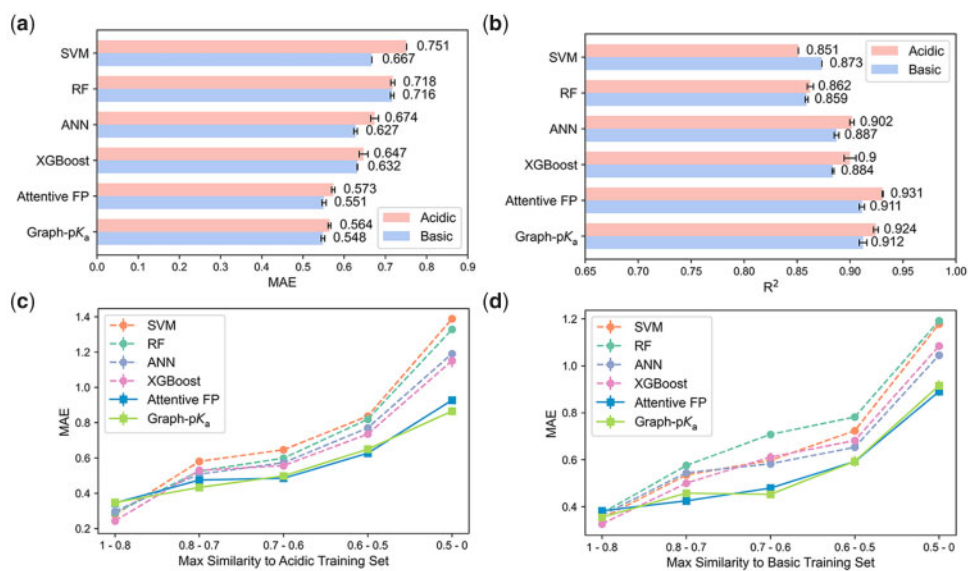 (a)
SVM
RF
ANN
XGBoost
Attentive FP
Graph-pKa
0.751
0.667
0.718
0.716
0.674
0.627
0.647
0.632
0.573
0.551
0.564
0.548
Acidic
Basic
0.0 0.1 0.2 0.3 0.4 0.5 0.6 0.7 0.8 0.9
MAE
(b)
SVM
RF
ANN
XGBoost
Attentive FP
Graph-pKa
0.851
0.873
0.862
0.859
0.902
0.887
0.9
0.884
0.931
0.911
0.924
0.912
Acidic
Basic
0.65 0.70 0.75 0.80 0.85 0.90 0.95 1.00
R²
(c)
MAE
1.4
1.2
1.0
0.8
0.6
0.4
0.2
SVM
RF
ANN
XGBoost
Attentive FP
Graph-pKa
1 - 0.8 0.8 - 0.7 0.7 - 0.6 0.6 - 0.5 0.5 - 0
Max Similarity to Acidic Training Set
(d)
MAE
1.2
1.0
0.8
0.6
0.4
SVM
RF
ANN
XGBoost
Attentive FP
Graph-pKa
1 - 0.8 0.8 - 0.7 0.7 - 0.6 0.6 - 0.5 0.5 - 0
Max Similarity to Basic Training Set